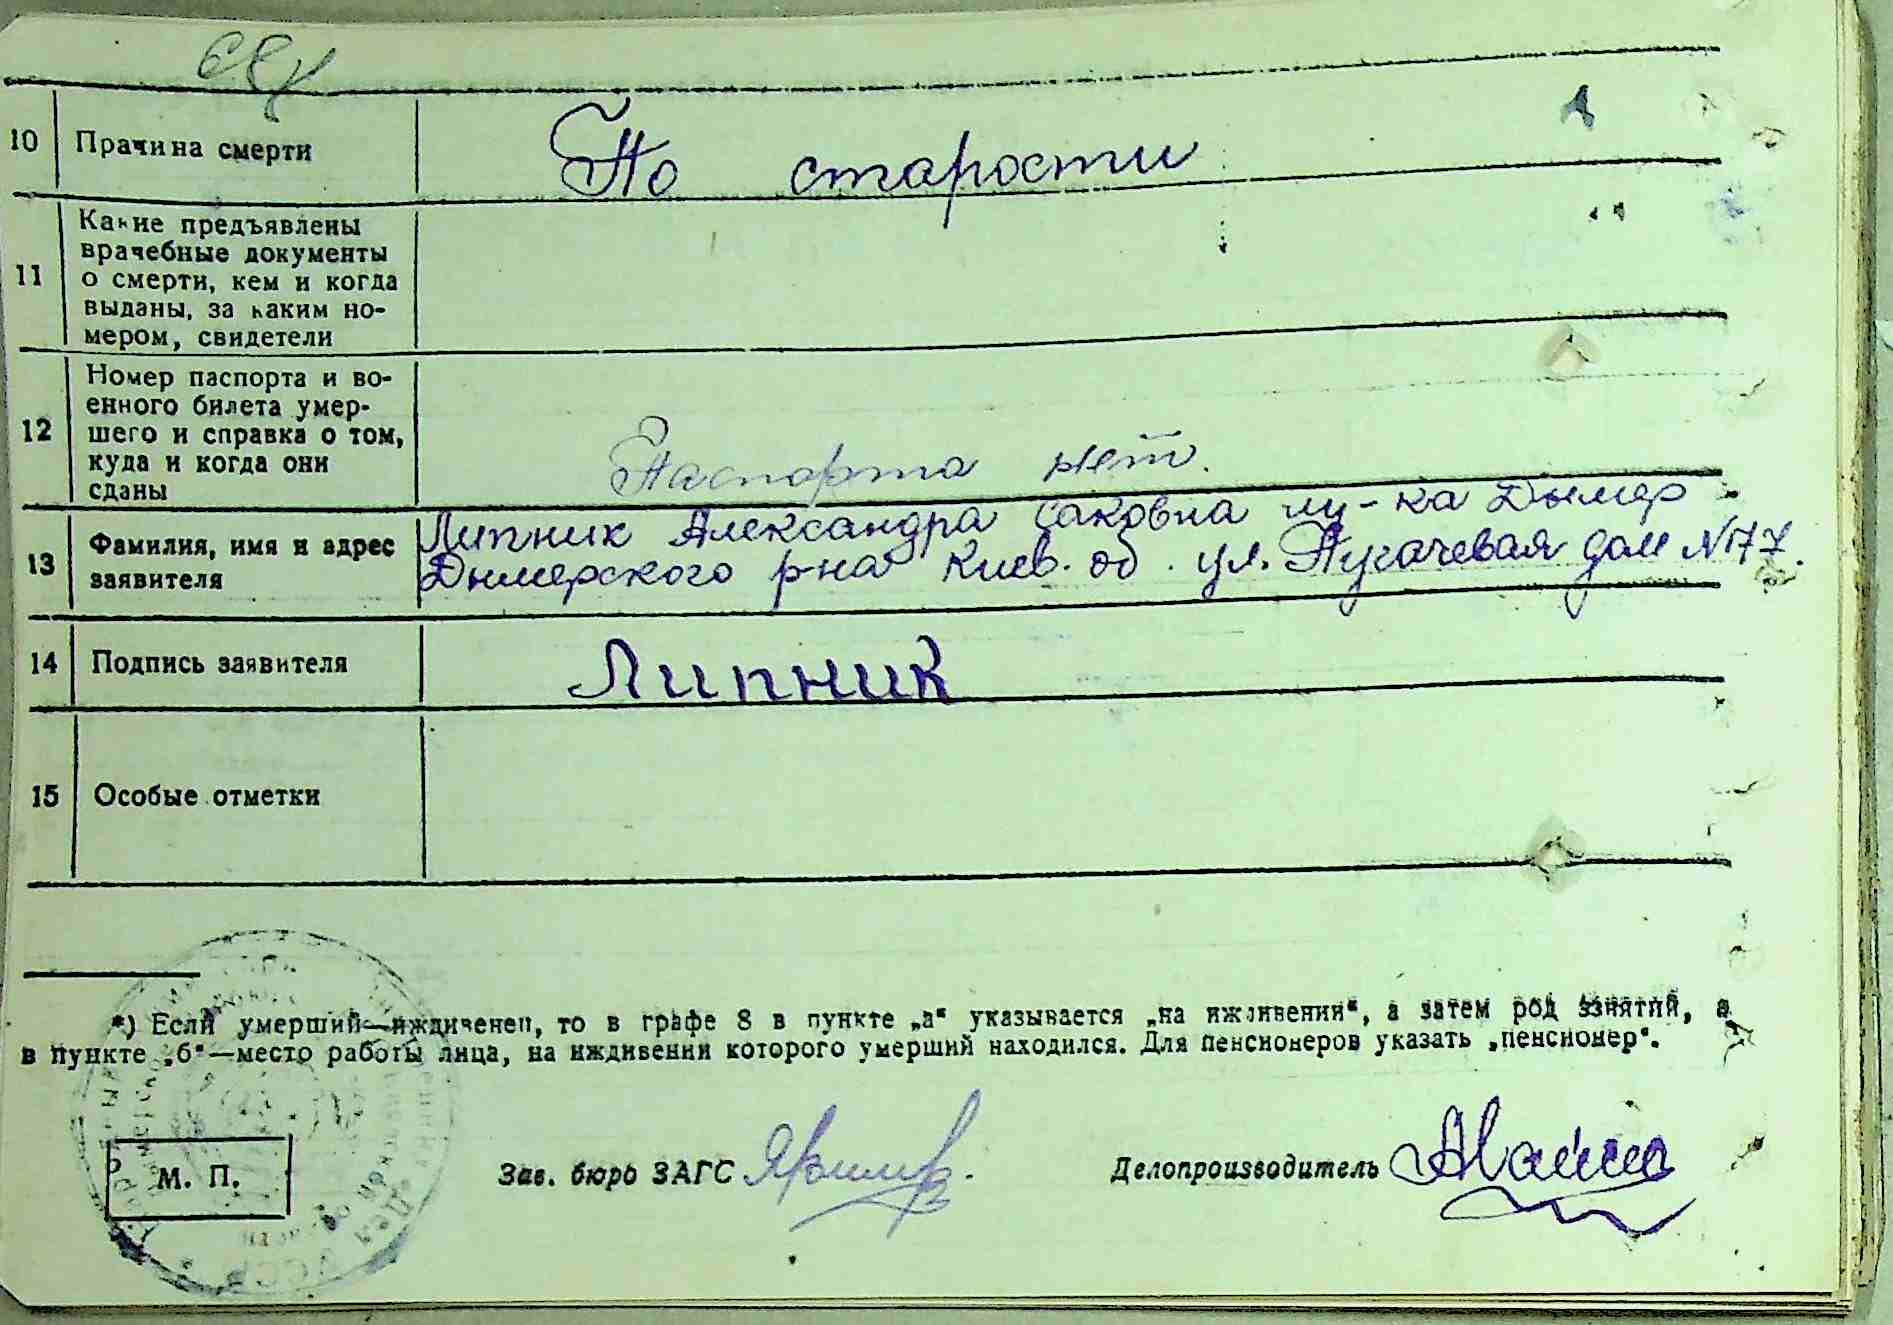 10 Причина смерти По старости
11 Какие предъявлены
врачебные документы
о смерти, кем и когда
выданы, за каким но-
мером, свидетели
12 Номер паспорта и во-
енного билета умер-
шего и справка о том,
куда и когда они
сданы
Паспорта нет.
13 Фамилия, имя и адрес
заявителя
Липник Александра Саковна лу-ка Дымер
Дымерского р-на Киев. об. ул. Пугачевая дом №177.
14 Подпись заявителя Липник
15 Особые отметки
*) Если умерший—иждивенец, то в графе 8 в пункте „а“ указывается „на иждивении“, а затем род занятий, а
в пункте „б“—место работы лица, на иждивении которого умерший находился. Для пенсионеров указать „пенсионер“.
М. П. Зав. бюро ЗАГС Делопроизводитель